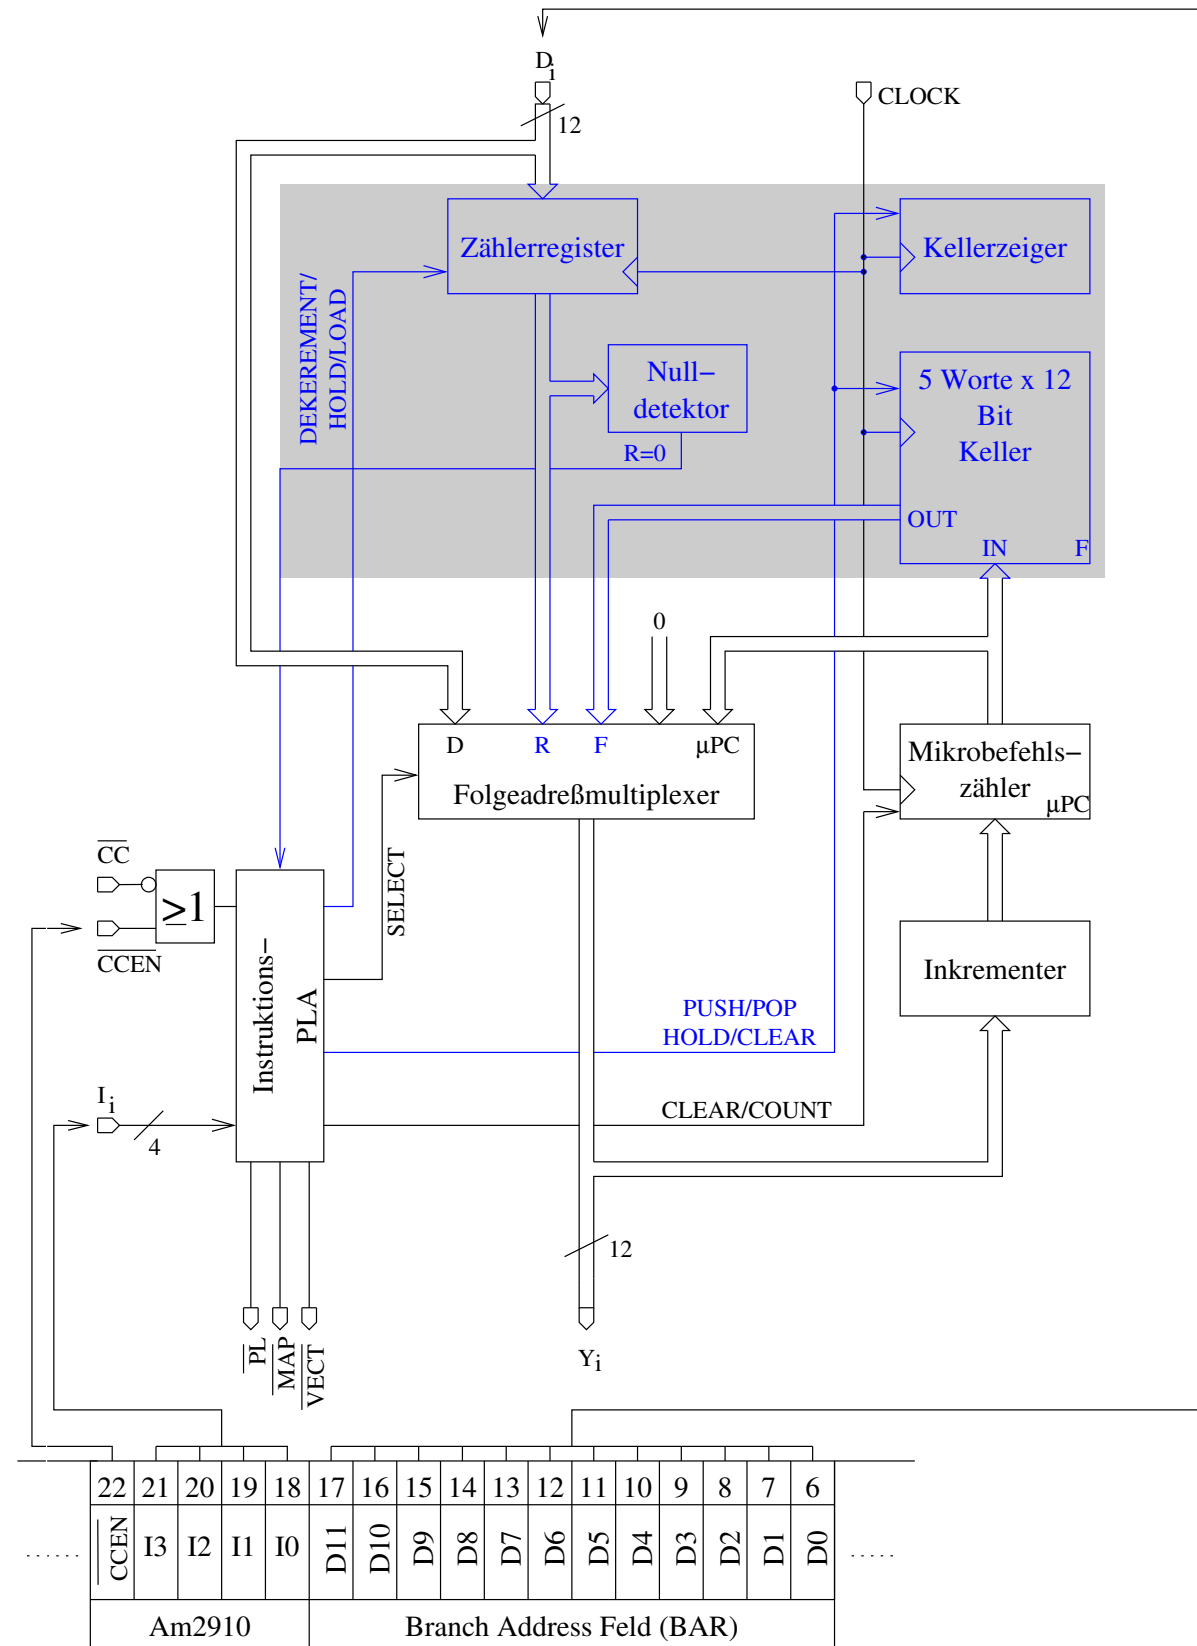 D
i
12
CLOCK
Zählerregister
Kellerzeiger
DEKEREMENT/
HOLD/LOAD
Null−
detektor
R=0
5 Worte x 12
Bit
Keller
OUT
IN
F
0
D
R
F
µPC
Folgeadreßmultiplexer
Mikrobefehls−
zähler
µPC
CC
≥1
CCEN
SELECT
Instruktions−
PLA
Inkrementer
PUSH/POP
HOLD/CLEAR
I
i
4
CLEAR/COUNT
12
PL
MAP
VECT
Y
i
22 21 20 19 18 17 16 15 14 13 12 11 10 9 8 7 6
...... CCEN I3 I2 I1 I0 D11 D10 D9 D8 D7 D6 D5 D4 D3 D2 D1 D0 .....
Am2910 Branch Address Feld (BAR)